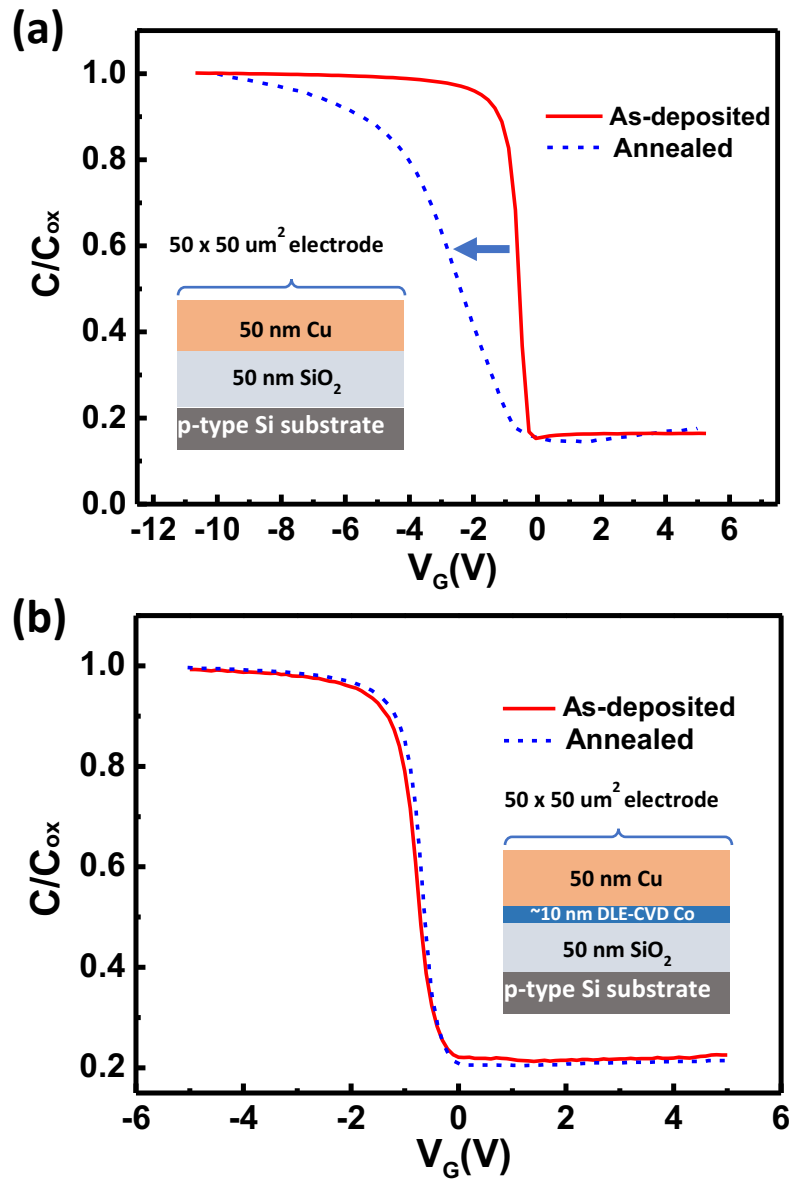 (a)
1.0
0.8
0.6
0.4
0.2
0.0
C/Cox
As-deposited
Annealed
50 x 50 um² electrode
50 nm Cu
50 nm SiO₂
p-type Si substrate
-12 -10 -8 -6 -4 -2 0 2 4 6
V_G(V)
(b)
1.0
0.8
0.6
0.4
0.2
C/Cox
As-deposited
Annealed
50 x 50 um² electrode
50 nm Cu
~10 nm DLE-CVD Co
50 nm SiO₂
p-type Si substrate
-6 -4 -2 0 2 4 6
V_G(V)